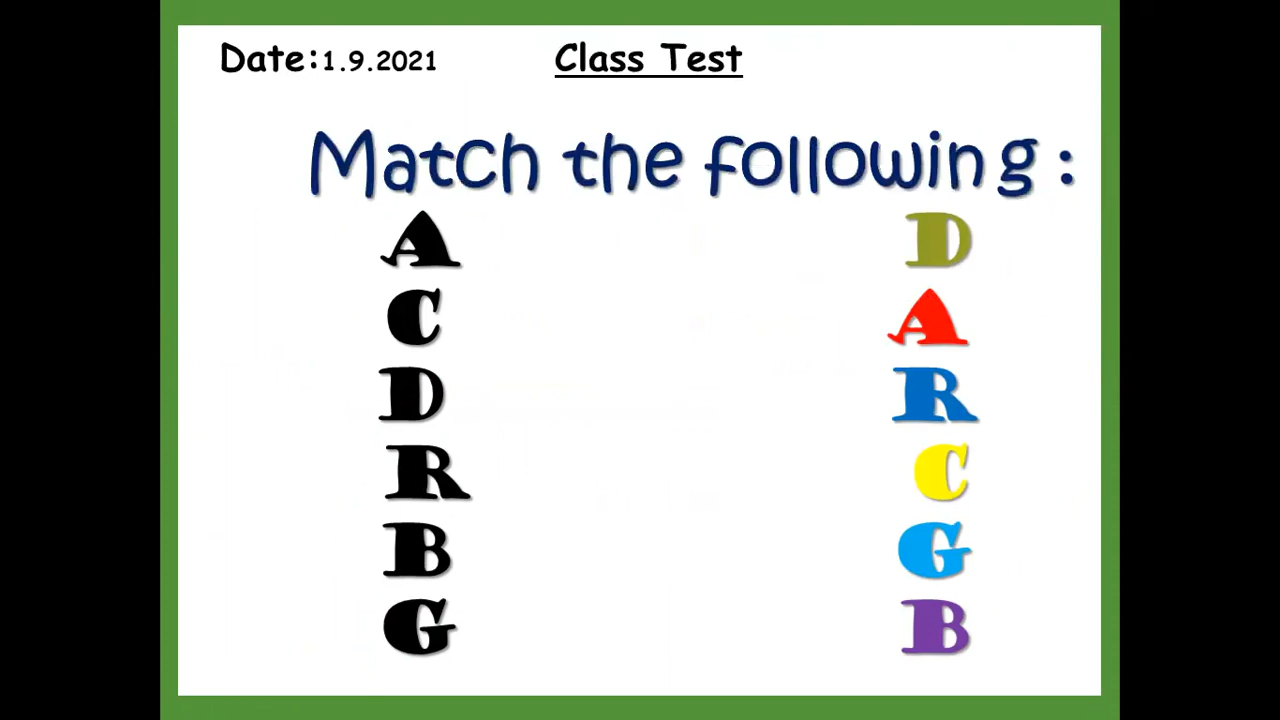 Date:1.9.2021 Class Test
Match the following :
A D
C A
D R
R C
B G
G B